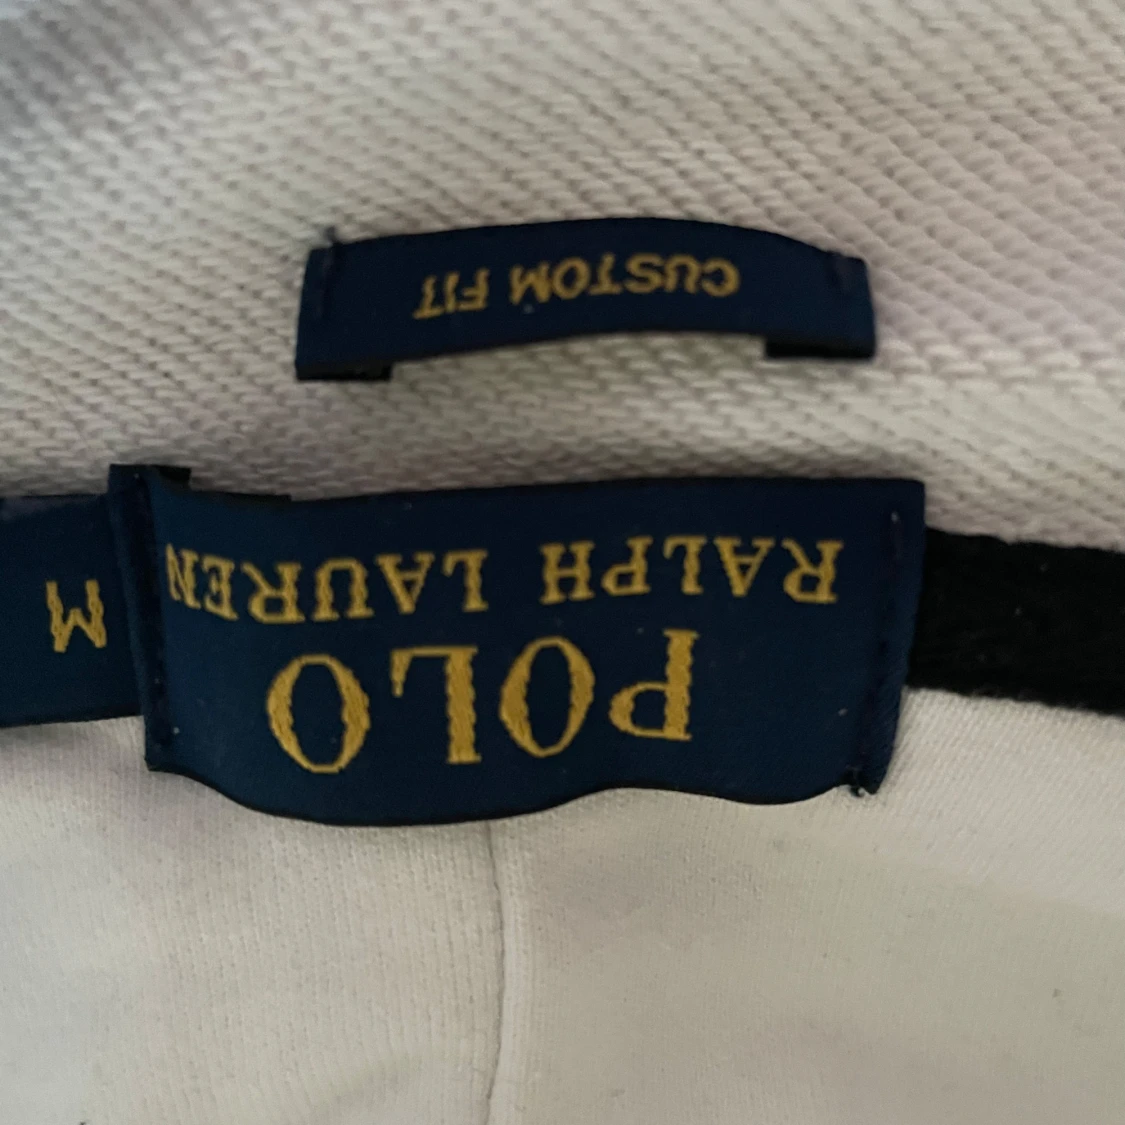 POLO
RALPH LAUREN
M
CUSTOM FIT